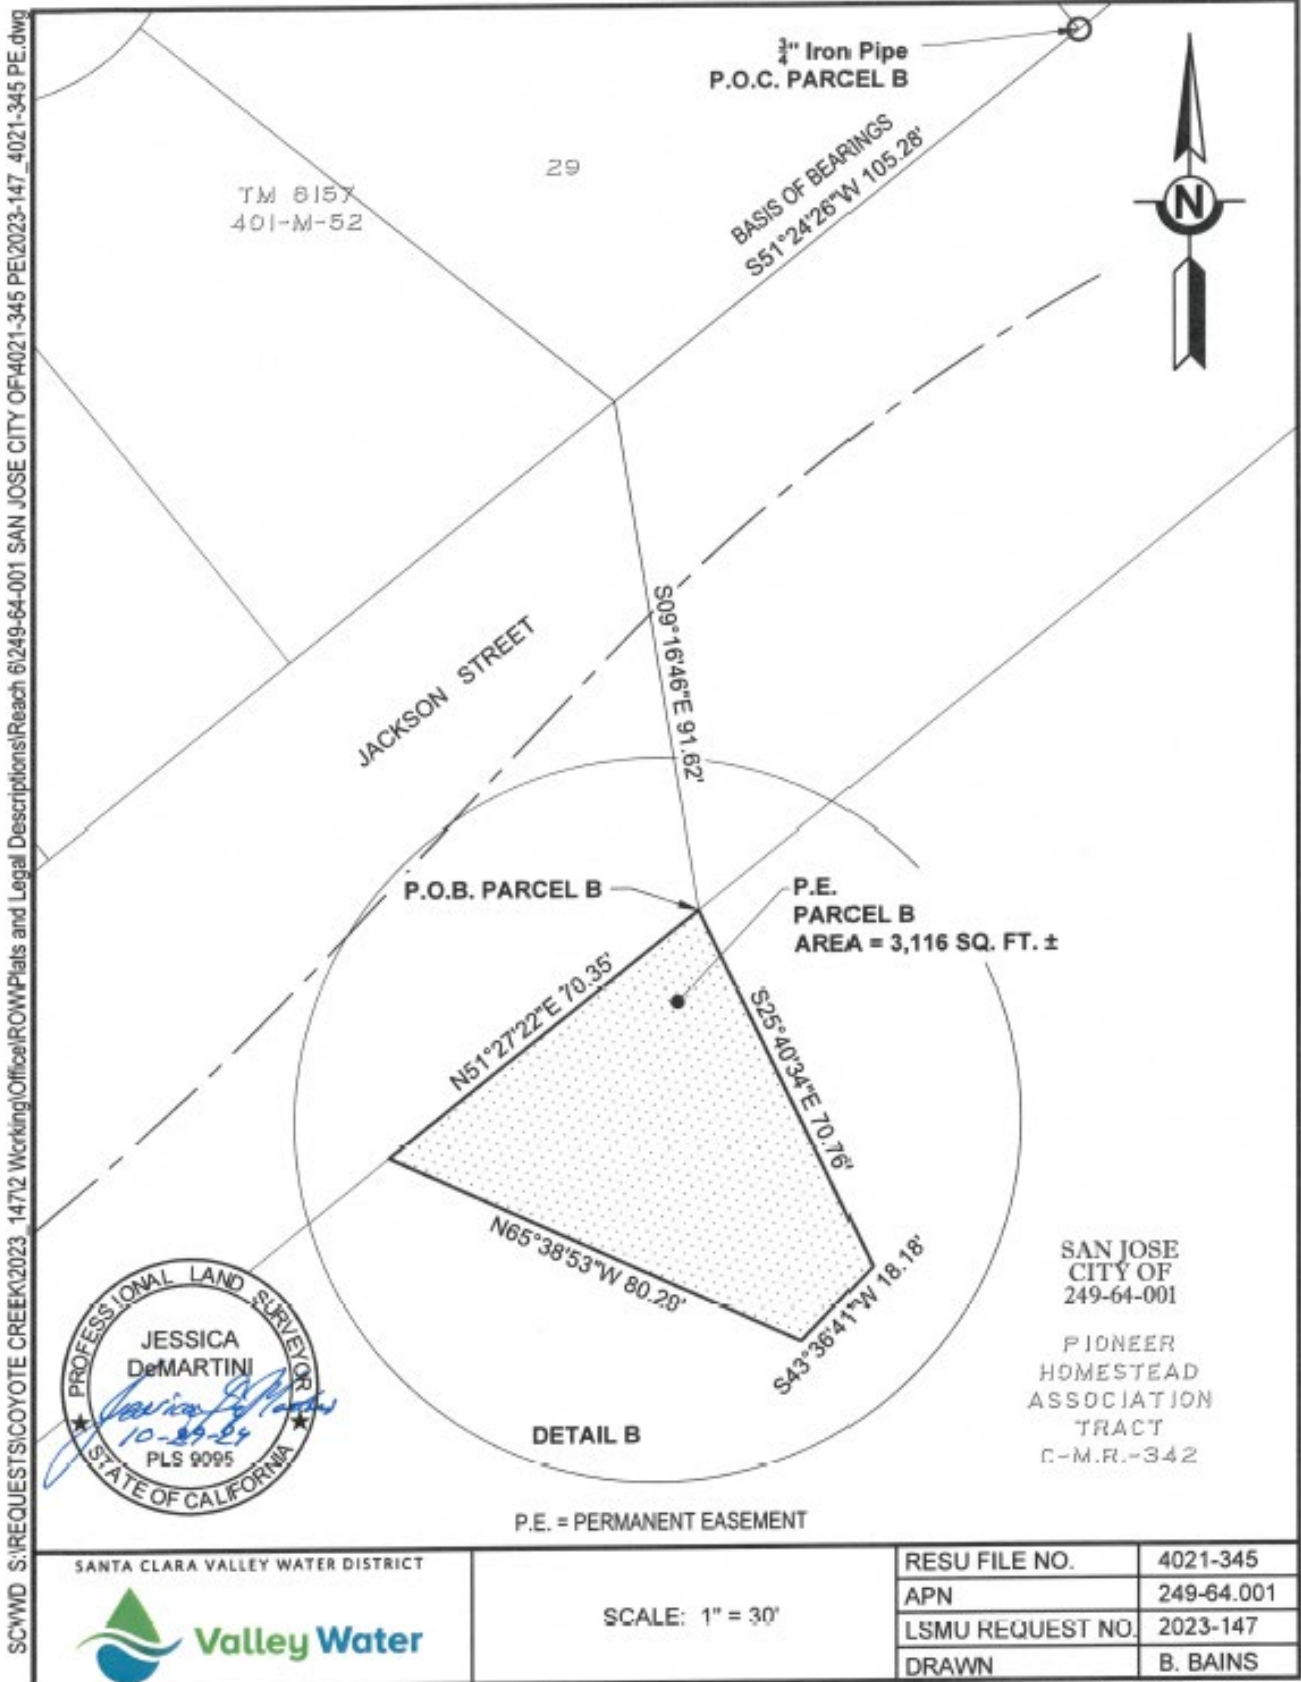 SCVWD S:\REQUESTS\COYOTE CREEK\2023_147\2 Working\Office\ROW\Plats and Legal Descriptions\Reach 6\249-64-001 SAN JOSE CITY OF\4021-345 PE\2023-147_4021-345 PE.dwg
3/4" Iron Pipe
P.O.C. PARCEL B
29
TM 8157
401-M-52
BASIS OF BEARINGS
S51°24'26"W 105.28'
N
S09°16'46"E 91.62'
JACKSON STREET
P.O.B. PARCEL B
P.E.
PARCEL B
AREA = 3,116 SQ. FT. ±
N51°27'22"E 70.35'
S25°40'34"E 70.76'
N65°38'53"W 80.29'
S43°36'41"W 18.18'
SAN JOSE
CITY OF
249-64-001
PIONEER
HOMESTEAD
ASSOCIATION
TRACT
C-M.R.-342
PROFESSIONAL LAND SURVEYOR
JESSICA
DeMARTINI
Jessica DeMartini
10-29-24
PLS 9095
STATE OF CALIFORNIA
DETAIL B
P.E. = PERMANENT EASEMENT
SANTA CLARA VALLEY WATER DISTRICT
Valley Water
SCALE: 1" = 30'
RESU FILE NO. 4021-345
APN 249-64.001
LSMU REQUEST NO. 2023-147
DRAWN B. BAINS